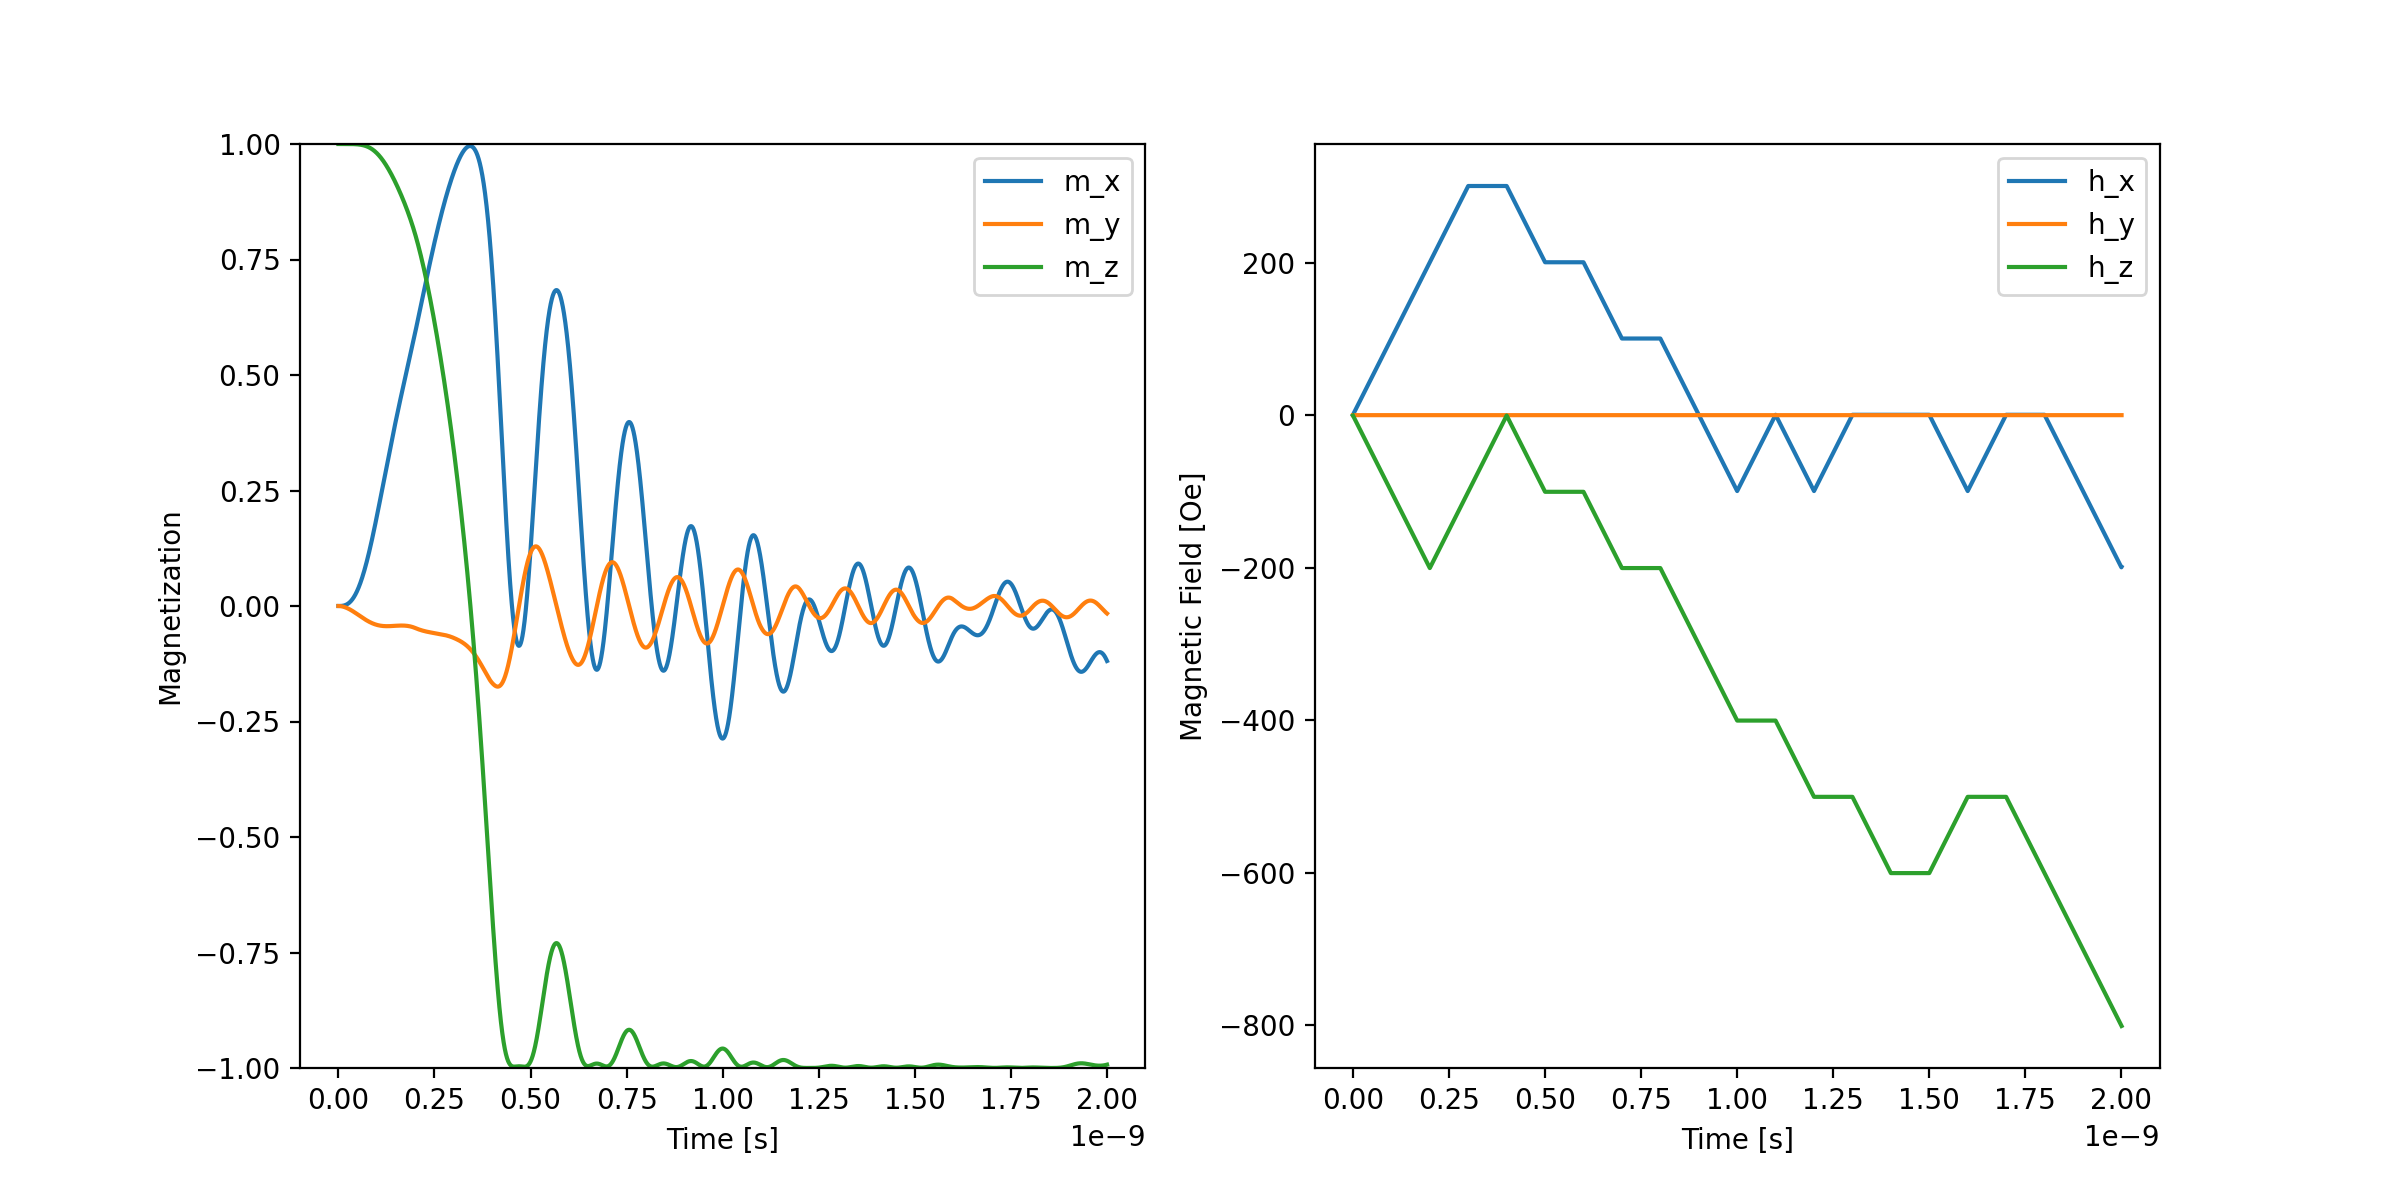 Magnetization
1.00
0.75
0.50
0.25
0.00
−0.25
−0.50
−0.75
−1.00
0.00 0.25 0.50 0.75 1.00 1.25 1.50 1.75 2.00
Time [s]
1e−9
m_x
m_y
m_z
Magnetic Field [Oe]
200
0
−200
−400
−600
−800
0.00 0.25 0.50 0.75 1.00 1.25 1.50 1.75 2.00
Time [s]
1e−9
h_x
h_y
h_z